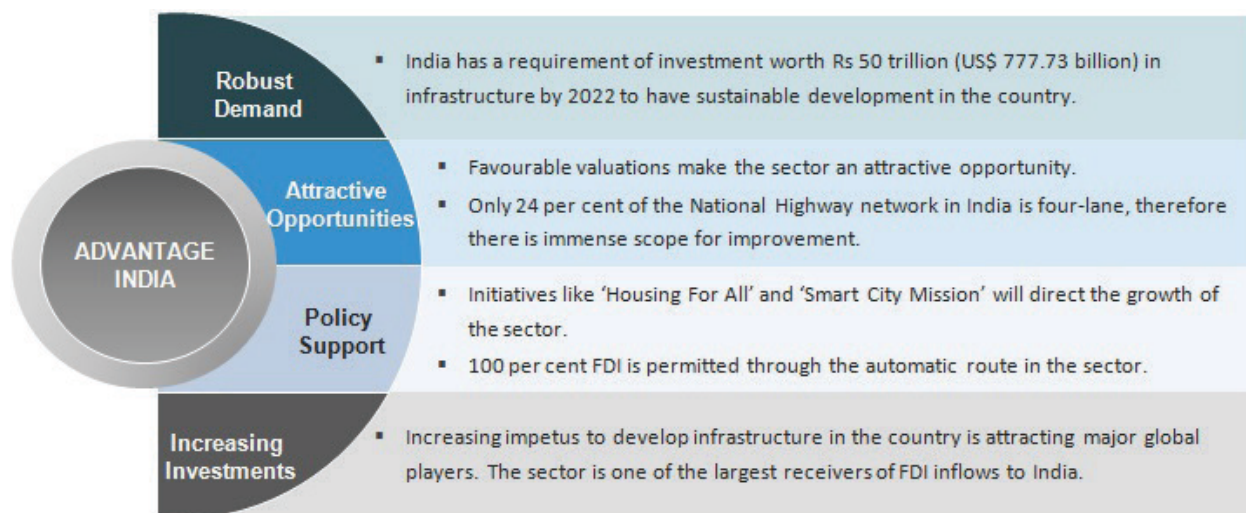 ADVANTAGE
INDIA
Robust
Demand
▪ India has a requirement of investment worth Rs 50 trillion (US$ 777.73 billion) in
infrastructure by 2022 to have sustainable development in the country.
Attractive
Opportunities
▪ Favourable valuations make the sector an attractive opportunity.
▪ Only 24 per cent of the National Highway network in India is four-lane, therefore
there is immense scope for improvement.
Policy
Support
▪ Initiatives like ‘Housing For All’ and ‘Smart City Mission’ will direct the growth of
the sector.
▪ 100 per cent FDI is permitted through the automatic route in the sector.
Increasing
Investments
▪ Increasing impetus to develop infrastructure in the country is attracting major global
players. The sector is one of the largest receivers of FDI inflows to India.